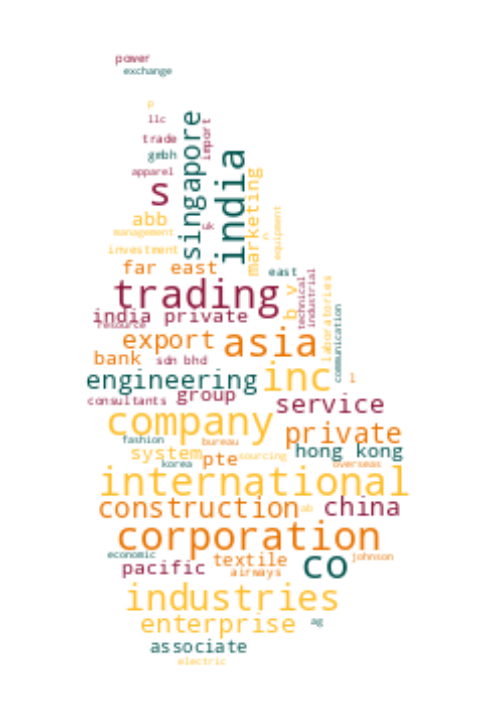 power
exchange
p
llc
trade
gmbh
apparel
s
singapore
import
india
uk
abb
management
investment
marketing
n
equipment
far east
east
trading
b v
technical
industrial
laboratories
communication
india private
resource
export
asia
bank
sdn bhd
engineering
inc
l
consultants
group
service
company
private
fashion
bureau
system
hong kong
korea
pte
sourcing
overseas
international
construction
ab
china
corporation
economic
textile
johnson
pacific
airways
co
industries
enterprise
ag
associate
electric